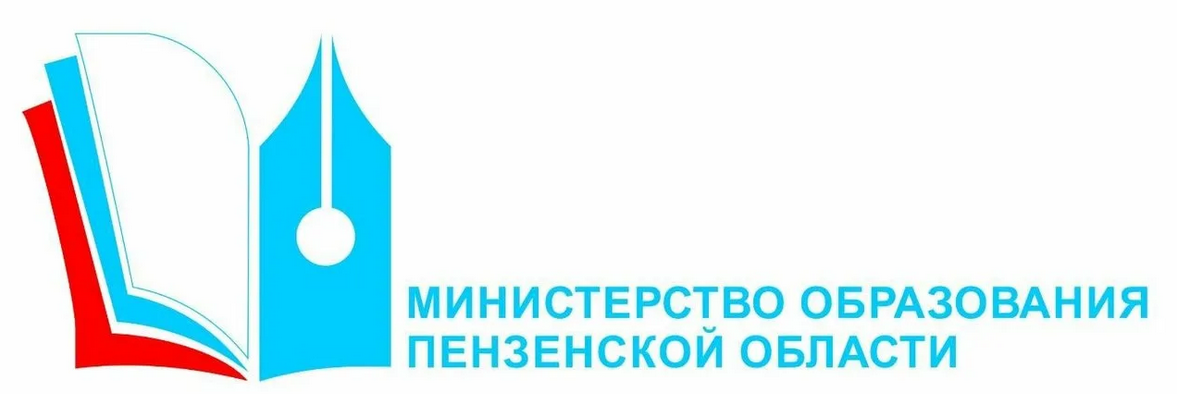 МИНИСТЕРСТВО ОБРАЗОВАНИЯ
ПЕНЗЕНСКОЙ ОБЛАСТИ